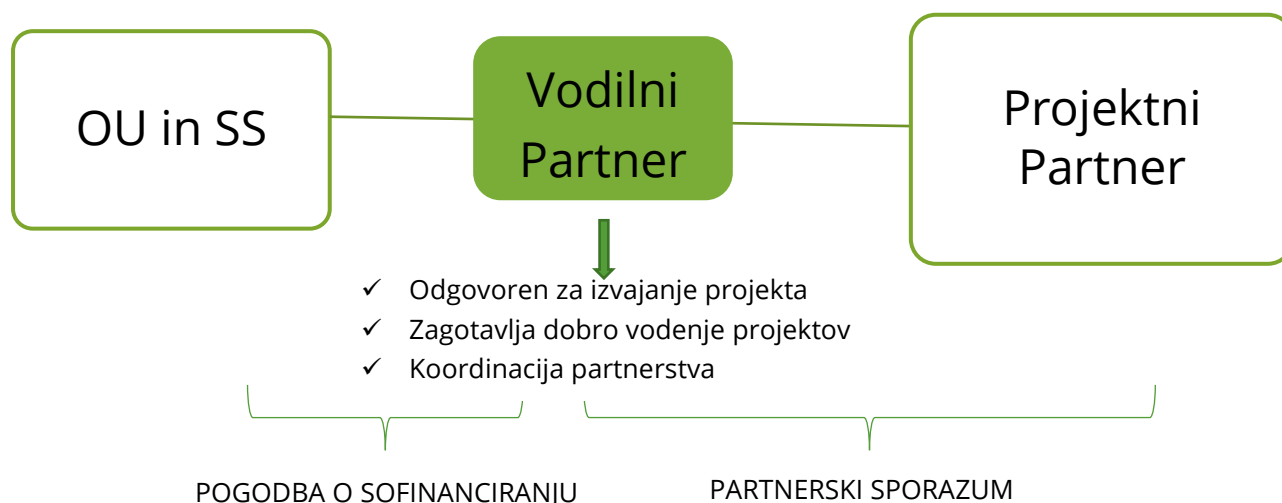 OU in SS
Vodilni
Partner
Projektni
Partner
✓ Odgovoren za izvajanje projekta
✓ Zagotavlja dobro vodenje projektov
✓ Koordinacija partnerstva
POGODBA O SOFINANCIRANJU
PARTNERSKI SPORAZUM